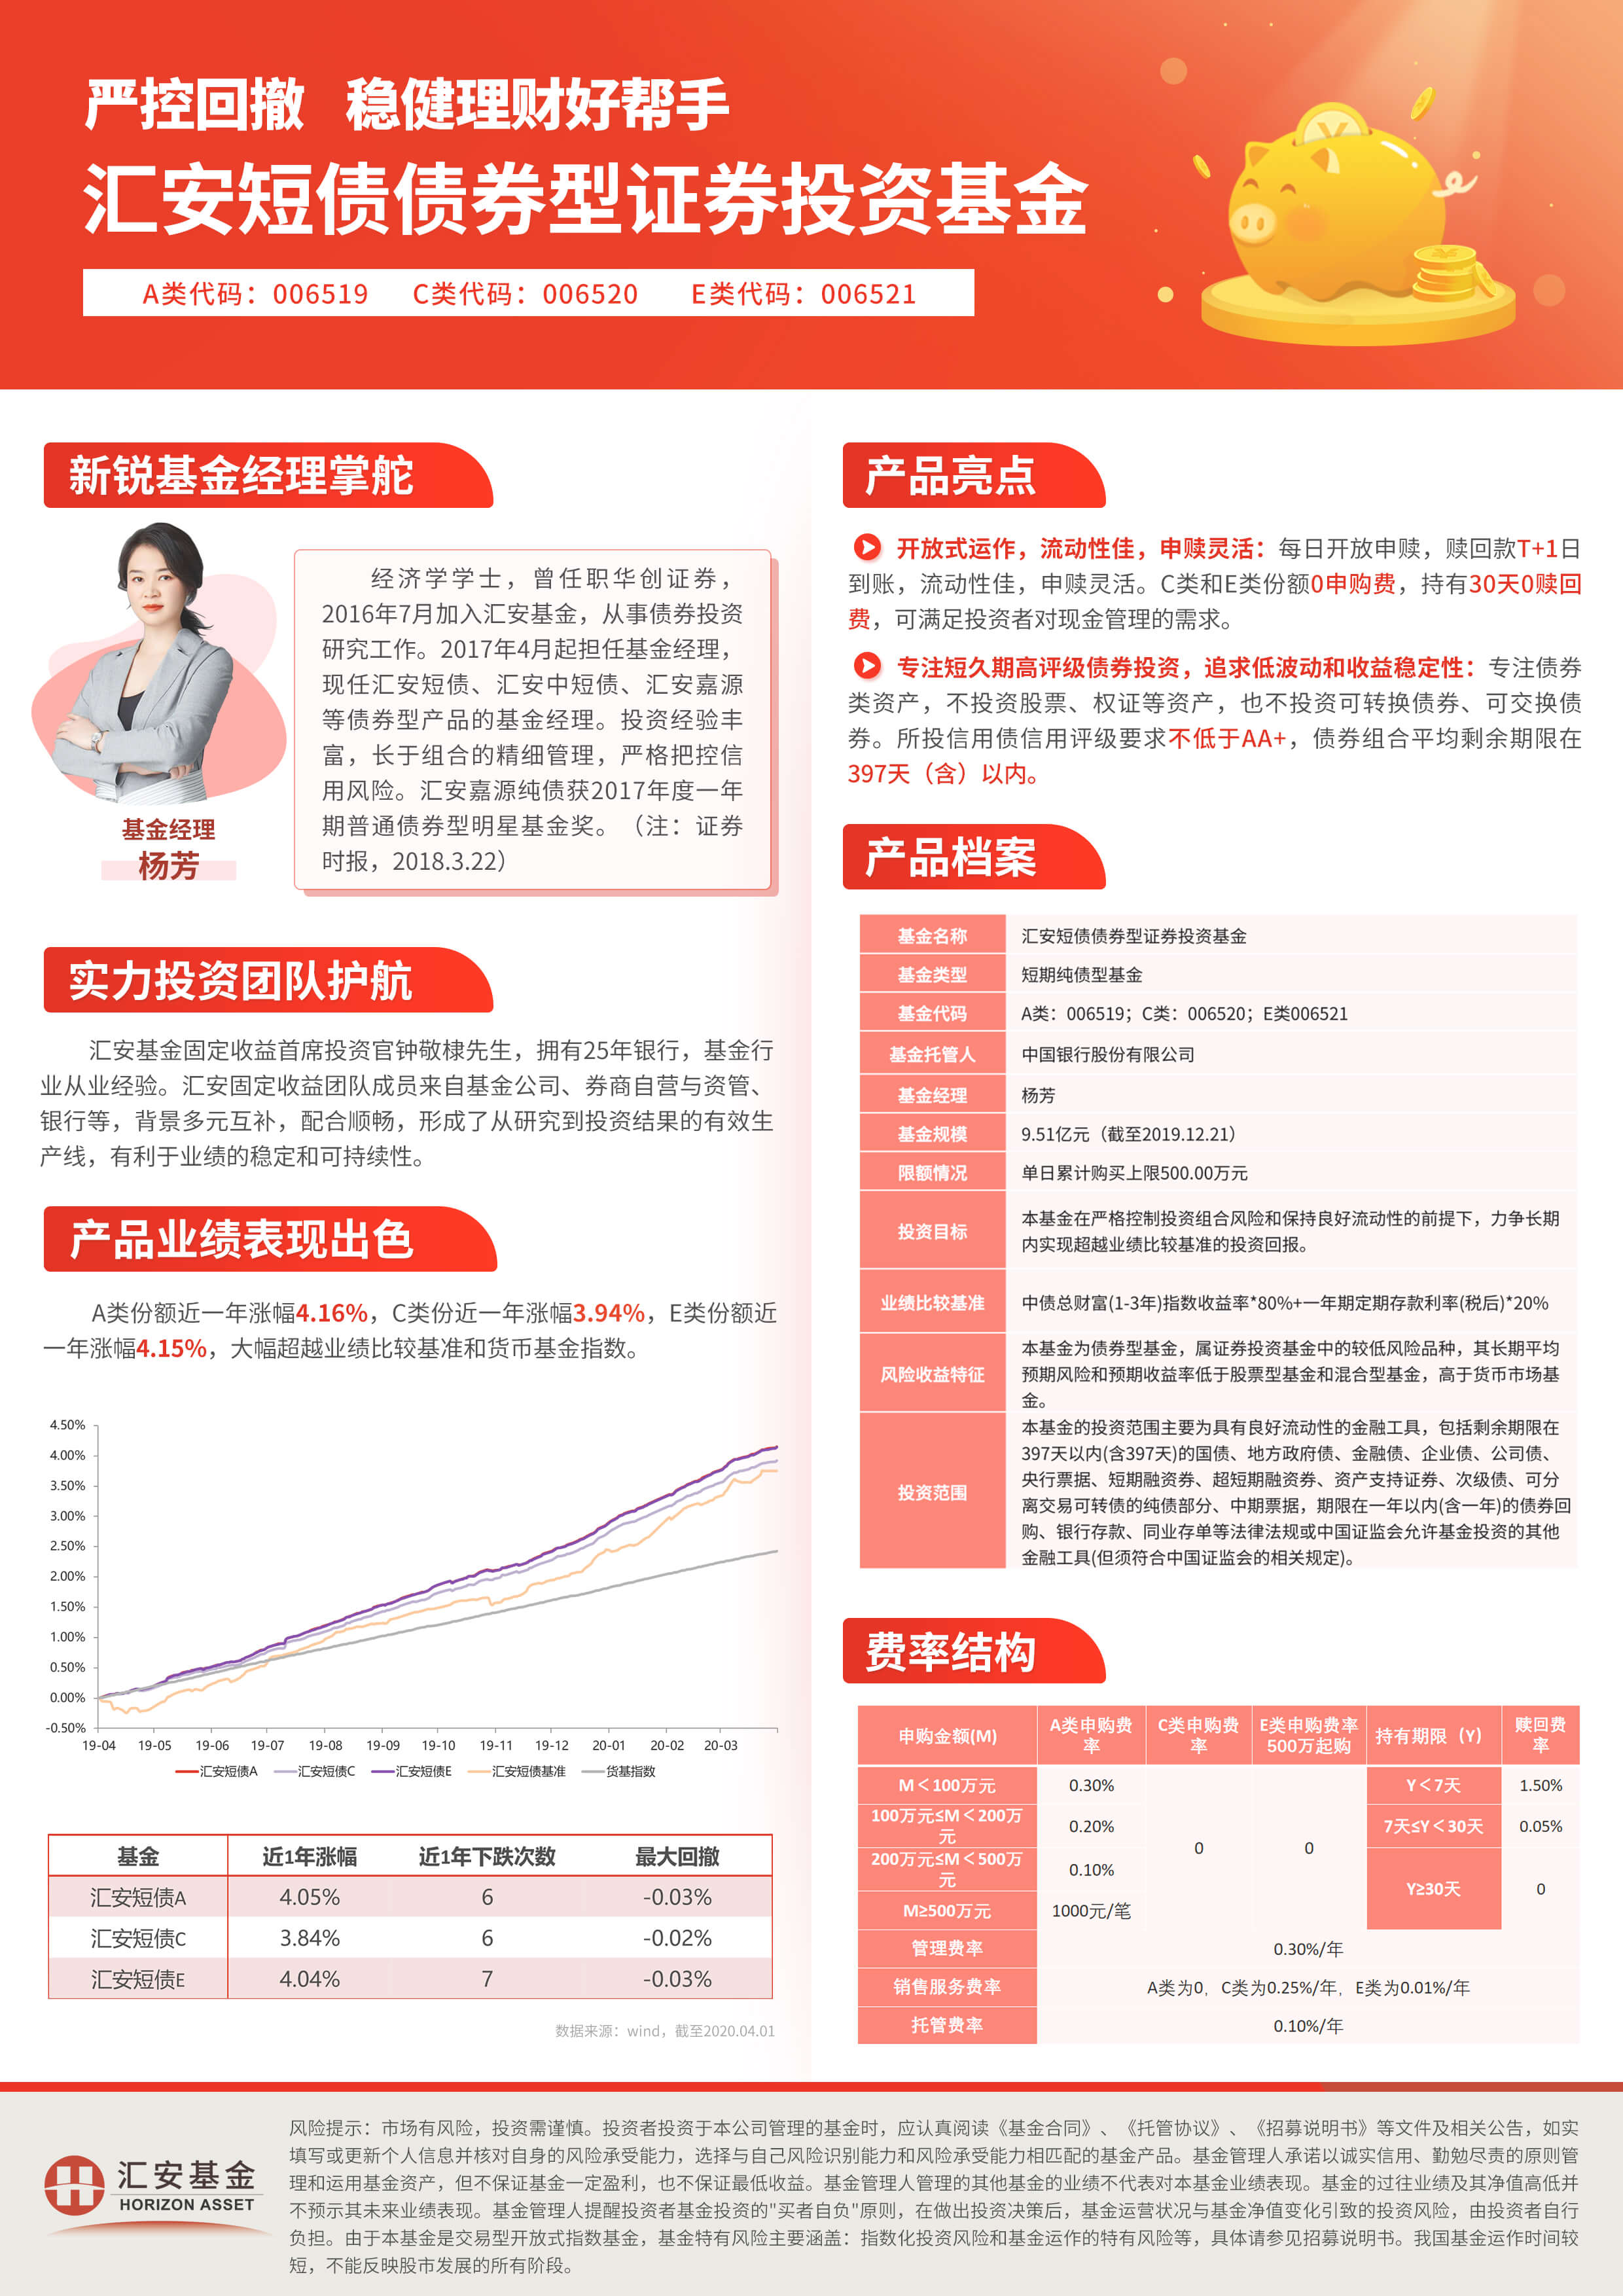 严控回撤 稳健理财好帮手
汇安短债债券型证券投资基金
A类代码：006519 C类代码：006520 E类代码：006521
新锐基金经理掌舵
经济学学士，曾任职华创证券，
2016年7月加入汇安基金，从事债券投资
研究工作。2017年4月起担任基金经理，
现任汇安短债、汇安中短债、汇安嘉源
等债券型产品的基金经理。投资经验丰
富，长于组合的精细管理，严格把控信
用风险。汇安嘉源纯债获2017年度一年
期普通债券型明星基金奖。（注：证券
时报，2018.3.22）
基金经理
杨芳
实力投资团队护航
汇安基金固定收益首席投资官钟敬棣先生，拥有25年银行，基金行
业从业经验。汇安固定收益团队成员来自基金公司、券商自营与资管、
银行等，背景多元互补，配合顺畅，形成了从研究到投资结果的有效生
产线，有利于业绩的稳定和可持续性。
产品业绩表现出色
A类份额近一年涨幅4.16%，C类份近一年涨幅3.94%，E类份额近
一年涨幅4.15%，大幅超越业绩比较基准和货币基金指数。
4.50%
4.00%
3.50%
3.00%
2.50%
2.00%
1.50%
1.00%
0.50%
0.00%
-0.50%
19-04 19-05 19-06 19-07 19-08 19-09 19-10 19-11 19-12 20-01 20-02 20-03
汇安短债A 汇安短债C 汇安短债E 汇安短债基准 货基指数
基金 近1年涨幅 近1年下跌次数 最大回撤
汇安短债A 4.05% 6 -0.03%
汇安短债C 3.84% 6 -0.02%
汇安短债E 4.04% 7 -0.03%
数据来源：wind，截至2020.04.01
产品亮点
开放式运作，流动性佳，申赎灵活：每日开放申赎，赎回款T+1日
到账，流动性佳，申赎灵活。C类和E类份额0申购费，持有30天0赎回
费，可满足投资者对现金管理的需求。
专注短久期高评级债券投资，追求低波动和收益稳定性：专注债券
类资产，不投资股票、权证等资产，也不投资可转换债券、可交换债
券。所投信用债信用评级要求不低于AA+，债券组合平均剩余期限在
397天（含）以内。
产品档案
基金名称 汇安短债债券型证券投资基金
基金类型 短期纯债型基金
基金代码 A类：006519；C类：006520；E类006521
基金托管人 中国银行股份有限公司
基金经理 杨芳
基金规模 9.51亿元（截至2019.12.21）
限额情况 单日累计购买上限500.00万元
投资目标 本基金在严格控制投资组合风险和保持良好流动性的前提下，力争长期
内实现超越业绩比较基准的投资回报。
业绩比较基准 中债总财富(1-3年)指数收益率*80%+一年期定期存款利率(税后)*20%
风险收益特征 本基金为债券型基金，属证券投资基金中的较低风险品种，其长期平均
预期风险和预期收益率低于股票型基金和混合型基金，高于货币市场基
金。
投资范围 本基金的投资范围主要为具有良好流动性的金融工具，包括剩余期限在
397天以内(含397天)的国债、地方政府债、金融债、企业债、公司债、
央行票据、短期融资券、超短期融资券、资产支持证券、次级债、可分
离交易可转债的纯债部分、中期票据，期限在一年以内(含一年)的债券回
购、银行存款、同业存单等法律法规或中国证监会允许基金投资的其他
金融工具(但须符合中国证监会的相关规定)。
费率结构
申购金额(M) A类申购费率 C类申购费率 E类申购费率500万起购 持有期限（Y） 赎回费率
M＜100万元 0.30% 0 0 Y＜7天 1.50%
100万元≤M＜200万元 0.20% 7天≤Y＜30天 0.05%
200万元≤M＜500万元 0.10% Y≥30天 0
M≥500万元 1000元/笔
管理费率 0.30%/年
销售服务费率 A类为0，C类为0.25%/年，E类为0.01%/年
托管费率 0.10%/年
汇安基金
HORIZON ASSET
风险提示：市场有风险，投资需谨慎。投资者投资于本公司管理的基金时，应认真阅读《基金合同》、《托管协议》、《招募说明书》等文件及相关公告，如实
填写或更新个人信息并核对自身的风险承受能力，选择与自己风险识别能力和风险承受能力相匹配的基金产品。基金管理人承诺以诚实信用、勤勉尽责的原则管
理和运用基金资产，但不保证基金一定盈利，也不保证最低收益。基金管理人管理的其他基金的业绩不代表对本基金业绩表现。基金的过往业绩及其净值高低并
不预示其未来业绩表现。基金管理人提醒投资者基金投资的"买者自负"原则，在做出投资决策后，基金运营状况与基金净值变化引致的投资风险，由投资者自行
负担。由于本基金是交易型开放式指数基金，基金特有风险主要涵盖：指数化投资风险和基金运作的特有风险等，具体请参见招募说明书。我国基金运作时间较
短，不能反映股市发展的所有阶段。